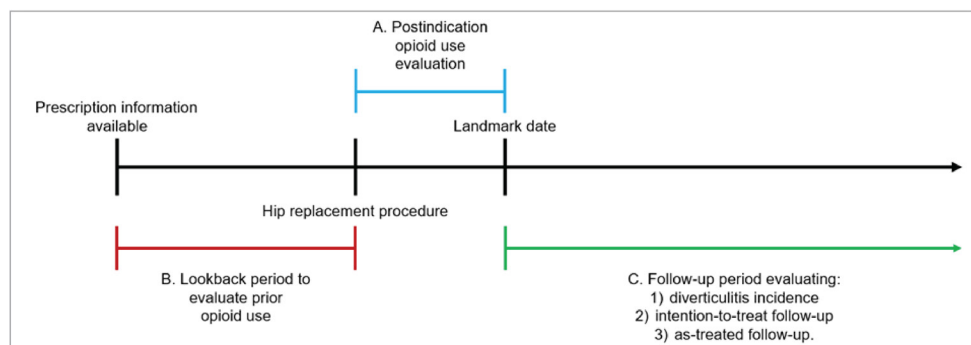 A. Postindication
opioid use
evaluation
Prescription information
available
Landmark date
Hip replacement procedure
B. Lookback period to
evaluate prior
opioid use
C. Follow-up period evaluating:
1) diverticulitis incidence
2) intention-to-treat follow-up
3) as-treated follow-up.